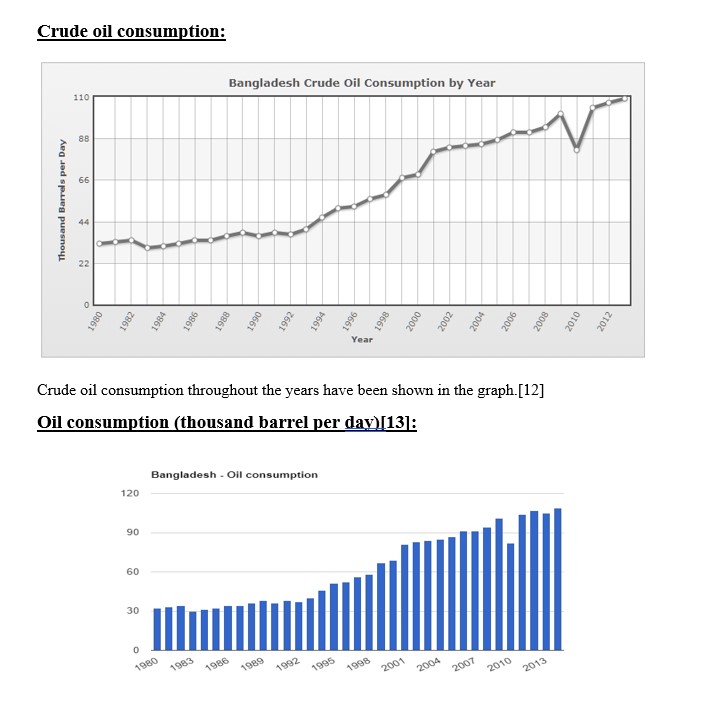 Crude oil consumption:
Bangladesh Crude Oil Consumption by Year
110
88
66
44
22
0
Thousand Barrels per Day
1980 1982 1984 1986 1988 1990 1992 1994 1996 1998 2000 2002 2004 2006 2008 2010 2012
Year
Crude oil consumption throughout the years have been shown in the graph.[12]
Oil consumption (thousand barrel per day)[13]:
Bangladesh - Oil consumption
120
90
60
30
0
1980 1983 1986 1989 1992 1995 1998 2001 2004 2007 2010 2013